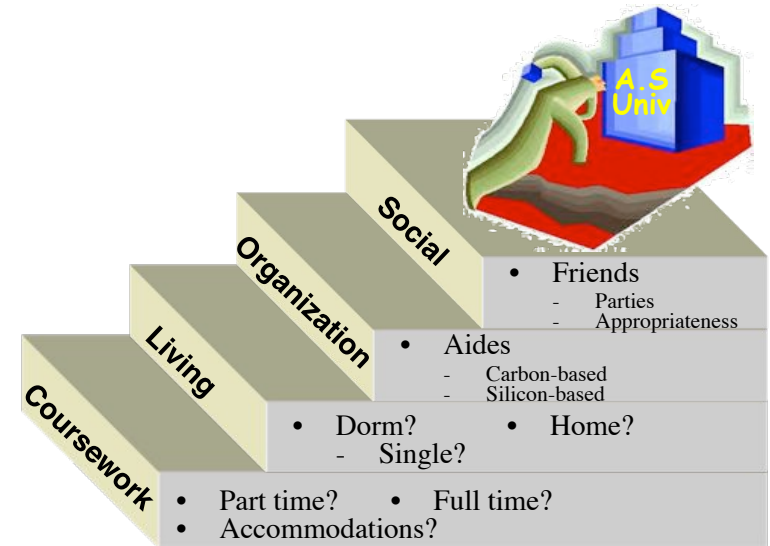 A.S
Univ
Social
• Friends
- Parties
- Appropriateness
Organization
• Aides
- Carbon-based
- Silicon-based
Living
• Dorm? • Home?
- Single?
Coursework
• Part time? • Full time?
• Accommodations?